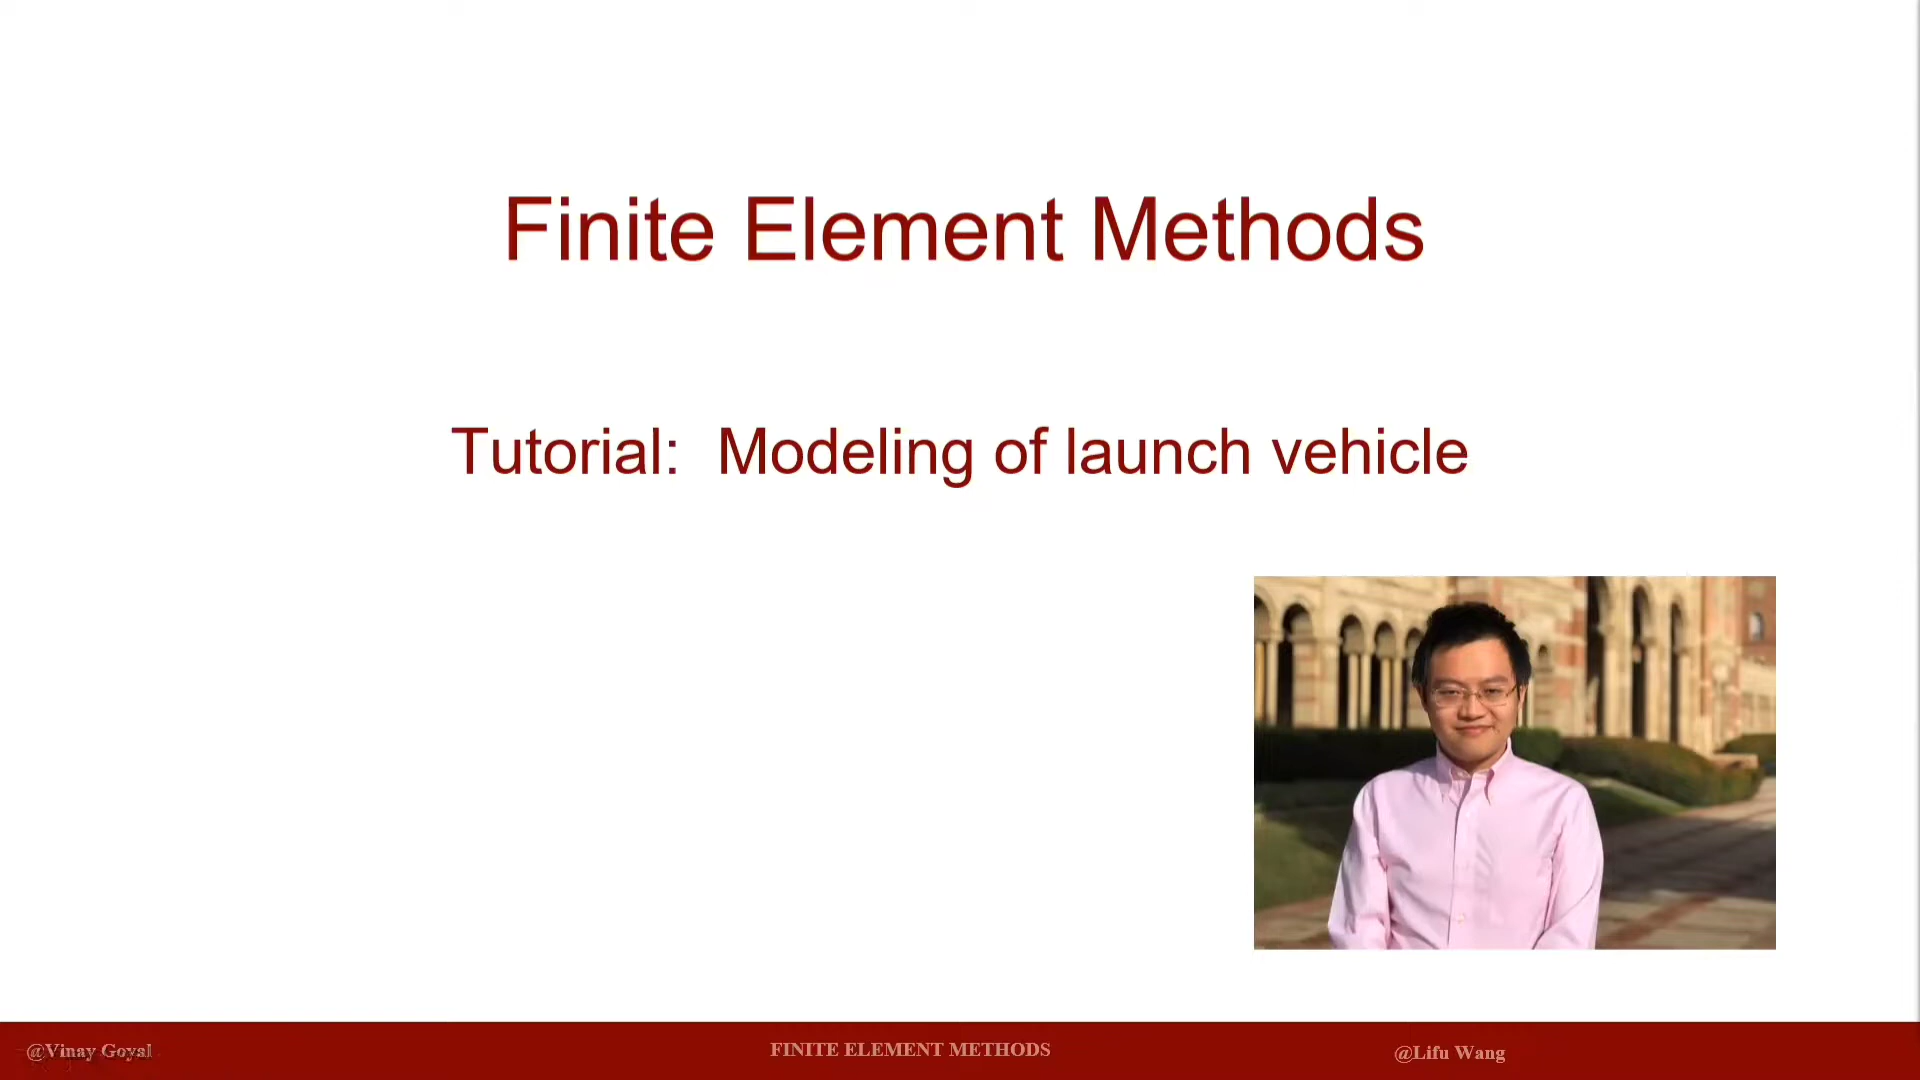 Finite Element Methods
Tutorial: Modeling of launch vehicle
@Vinay Goyal
FINITE ELEMENT METHODS
@Lifu Wang